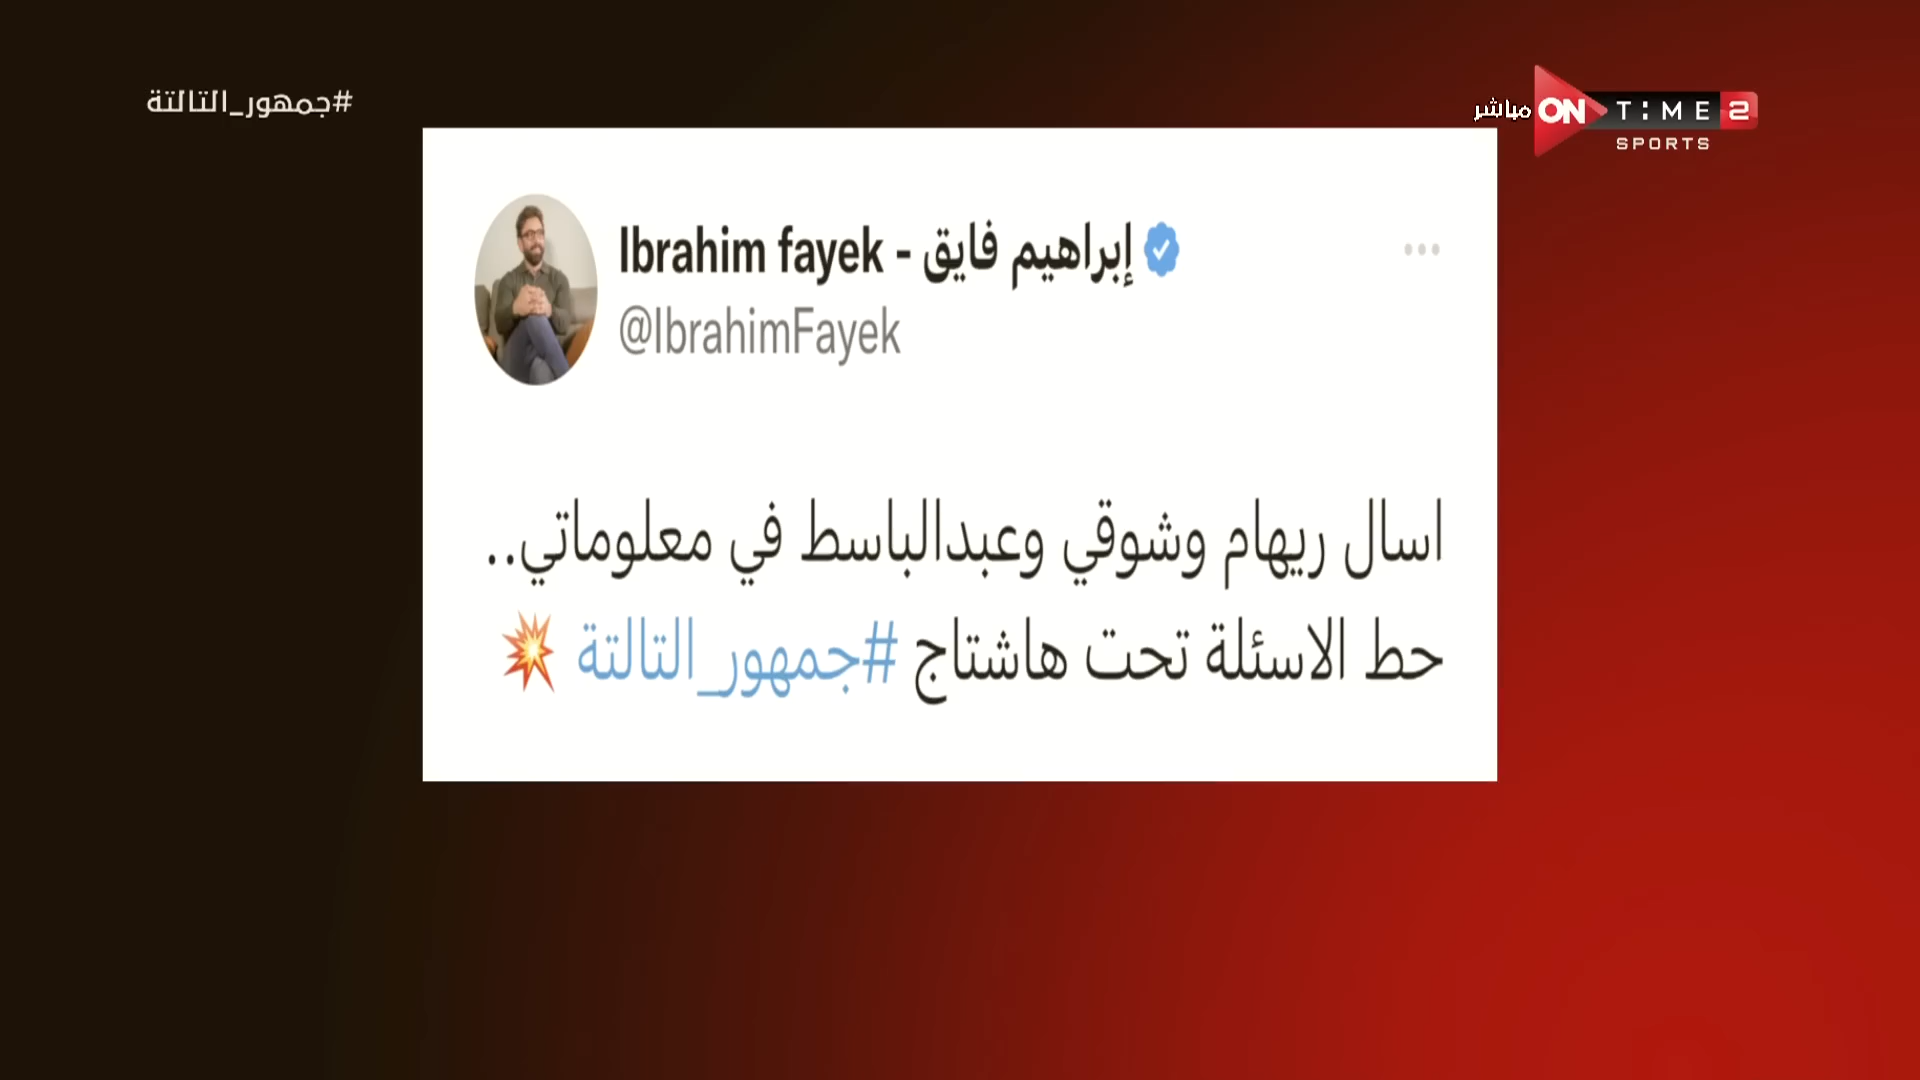 #جمهور_التالتة
مباشر ON TIME 2
SPORTS
Ibrahim fayek - إبراهيم فايق
@IbrahimFayek
اسال ريهام وشوقي وعبدالباسط في معلوماتي..
حط الاسئلة تحت هاشتاج #جمهور_التالتة 💥